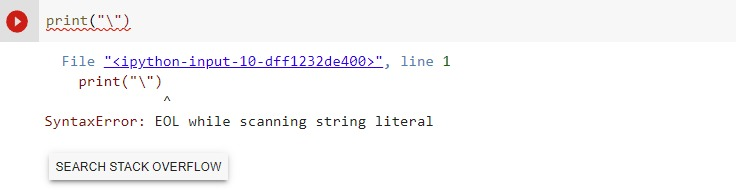 print("\")
File "<ipython-input-10-dff1232de400>", line 1
print("\")
^
SyntaxError: EOL while scanning string literal
SEARCH STACK OVERFLOW